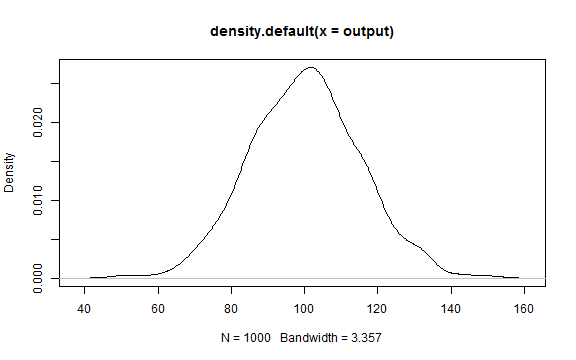 density.default(x = output)
Density
0.000
0.010
0.020
40 60 80 100 120 140 160
N = 1000 Bandwidth = 3.357